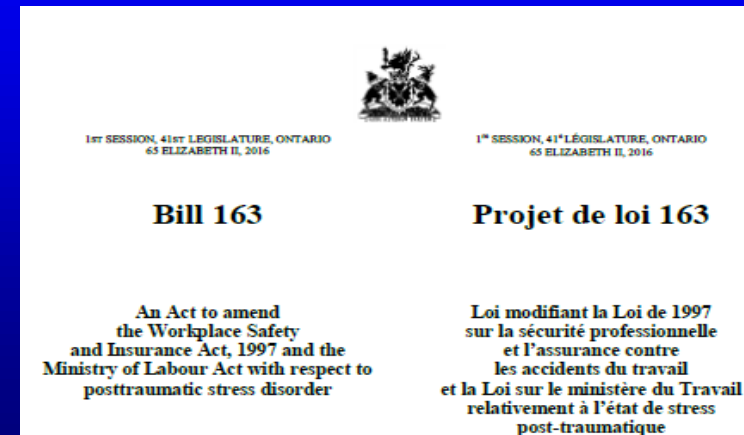 1ST SESSION, 41ST LEGISLATURE, ONTARIO
65 ELIZABETH II, 2016
Bill 163
An Act to amend
the Workplace Safety
and Insurance Act, 1997 and the
Ministry of Labour Act with respect to
posttraumatic stress disorder
1re SESSION, 41e LÉGISLATURE, ONTARIO
65 ELIZABETH II, 2016
Projet de loi 163
Loi modifiant la Loi de 1997
sur la sécurité professionnelle
et l’assurance contre
les accidents du travail
et la Loi sur le ministère du Travail
relativement à l’état de stress
post-traumatique